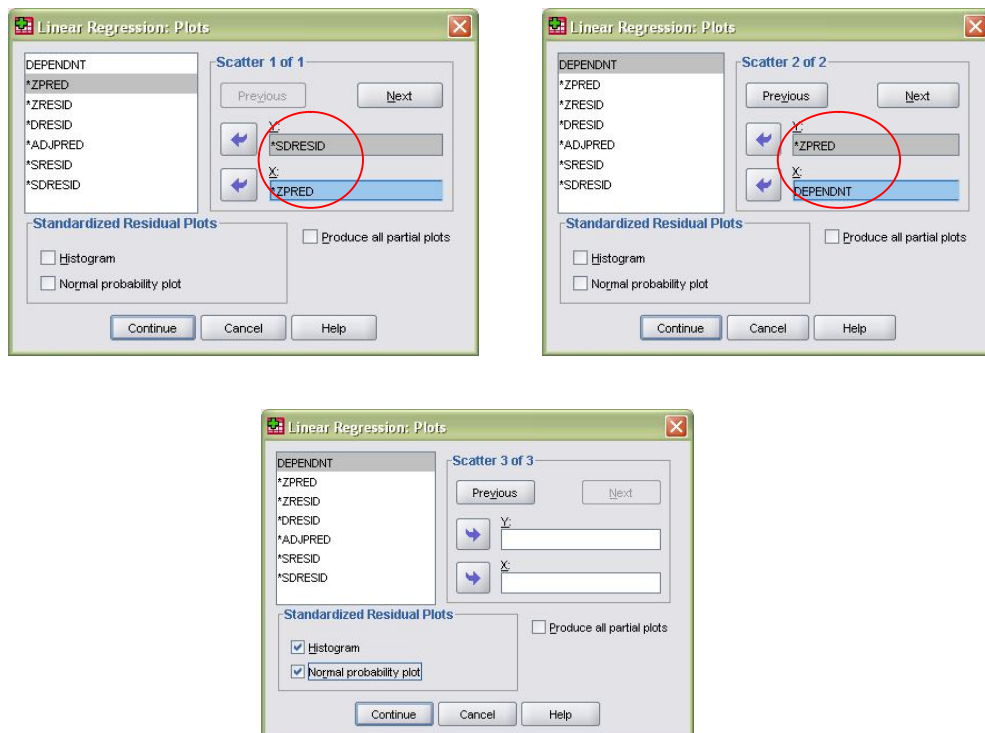 Linear Regression: Plots
DEPENDNT
*ZPRED
*ZRESID
*DRESID
*ADJPRED
*SRESID
*SDRESID
Scatter 1 of 1
Previous Next
Y:
*SDRESID
X:
*ZPRED
Standardized Residual Plots
Histogram
Normal probability plot
Produce all partial plots
Continue Cancel Help
Linear Regression: Plots
DEPENDNT
*ZPRED
*ZRESID
*DRESID
*ADJPRED
*SRESID
*SDRESID
Scatter 2 of 2
Previous Next
Y:
*ZPRED
X:
DEPENDNT
Standardized Residual Plots
Histogram
Normal probability plot
Produce all partial plots
Continue Cancel Help
Linear Regression: Plots
DEPENDNT
*ZPRED
*ZRESID
*DRESID
*ADJPRED
*SRESID
*SDRESID
Scatter 3 of 3
Previous Next
Y:
X:
Standardized Residual Plots
Histogram
Normal probability plot
Produce all partial plots
Continue Cancel Help